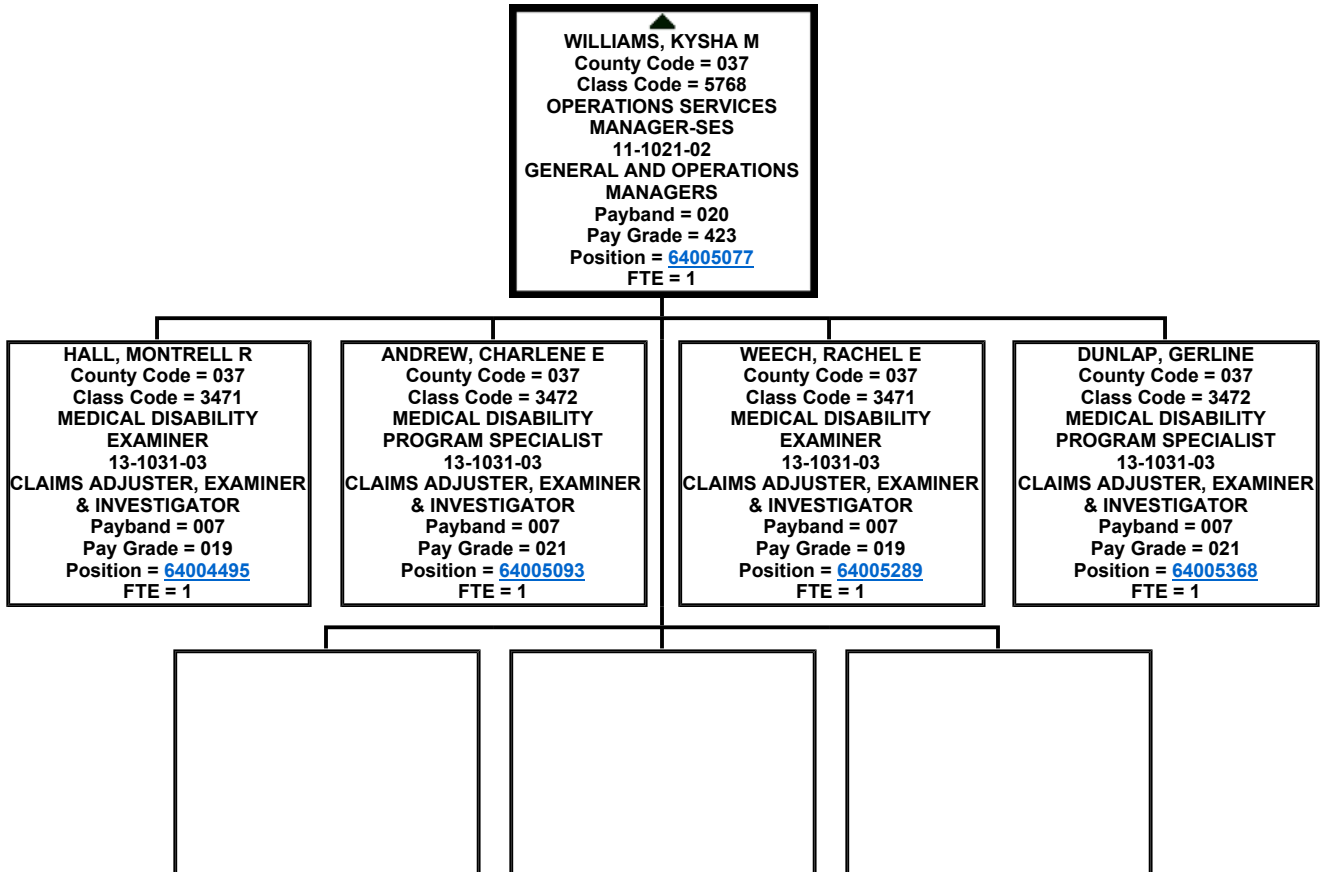 WILLIAMS, KYSHA M
County Code = 037
Class Code = 5768
OPERATIONS SERVICES
MANAGER-SES
11-1021-02
GENERAL AND OPERATIONS
MANAGERS
Payband = 020
Pay Grade = 423
Position = 64005077
FTE = 1
HALL, MONTRELL R
County Code = 037
Class Code = 3471
MEDICAL DISABILITY
EXAMINER
13-1031-03
CLAIMS ADJUSTER, EXAMINER
& INVESTIGATOR
Payband = 007
Pay Grade = 019
Position = 64004495
FTE = 1
ANDREW, CHARLENE E
County Code = 037
Class Code = 3472
MEDICAL DISABILITY
PROGRAM SPECIALIST
13-1031-03
CLAIMS ADJUSTER, EXAMINER
& INVESTIGATOR
Payband = 007
Pay Grade = 021
Position = 64005093
FTE = 1
WEECH, RACHEL E
County Code = 037
Class Code = 3471
MEDICAL DISABILITY
EXAMINER
13-1031-03
CLAIMS ADJUSTER, EXAMINER
& INVESTIGATOR
Payband = 007
Pay Grade = 019
Position = 64005289
FTE = 1
DUNLAP, GERLINE
County Code = 037
Class Code = 3472
MEDICAL DISABILITY
PROGRAM SPECIALIST
13-1031-03
CLAIMS ADJUSTER, EXAMINER
& INVESTIGATOR
Payband = 007
Pay Grade = 021
Position = 64005368
FTE = 1